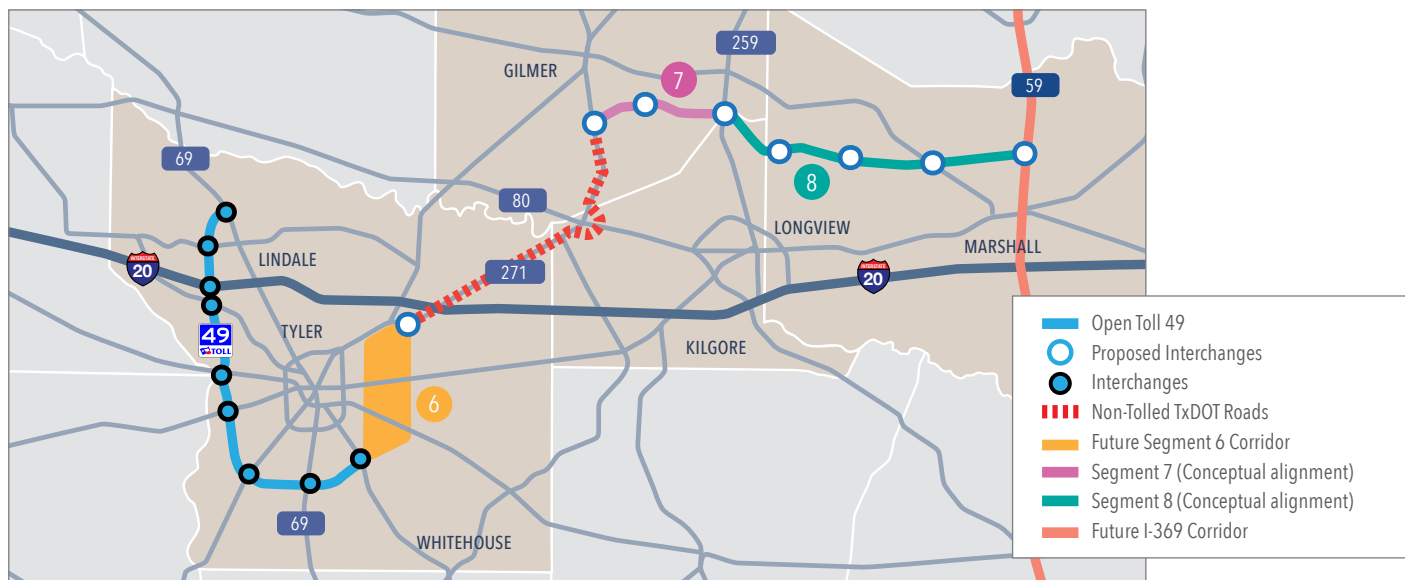 259
GILMER
7
59
69
8
80
LONGVIEW
MARSHALL
LINDALE
INTERSTATE
20
271
INTERSTATE
20
49
TOLL
TYLER
KILGORE
6
69
WHITEHOUSE
Open Toll 49
Proposed Interchanges
Interchanges
Non-Tolled TxDOT Roads
Future Segment 6 Corridor
Segment 7 (Conceptual alignment)
Segment 8 (Conceptual alignment)
Future I-369 Corridor